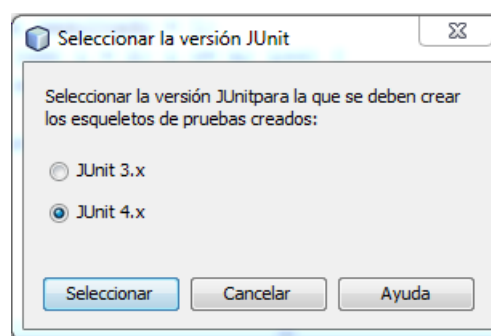 Seleccionar la versión JUnit
Seleccionar la versión JUnitpara la que se deben crear
los esqueletos de pruebas creados:
JUnit 3.x
JUnit 4.x
Seleccionar Cancelar Ayuda